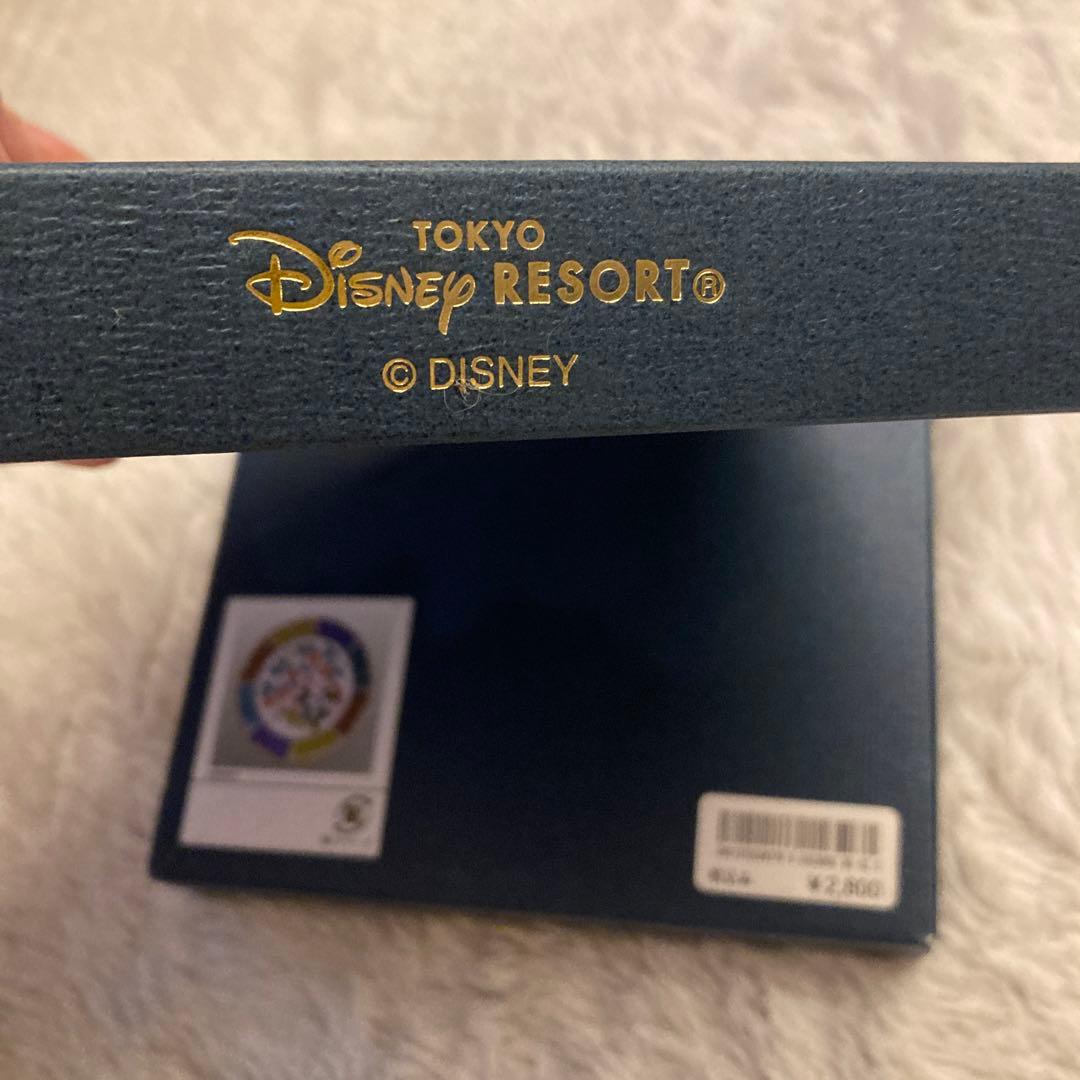 TOKYO
Disney RESORT®
© DISNEY
¥2,800